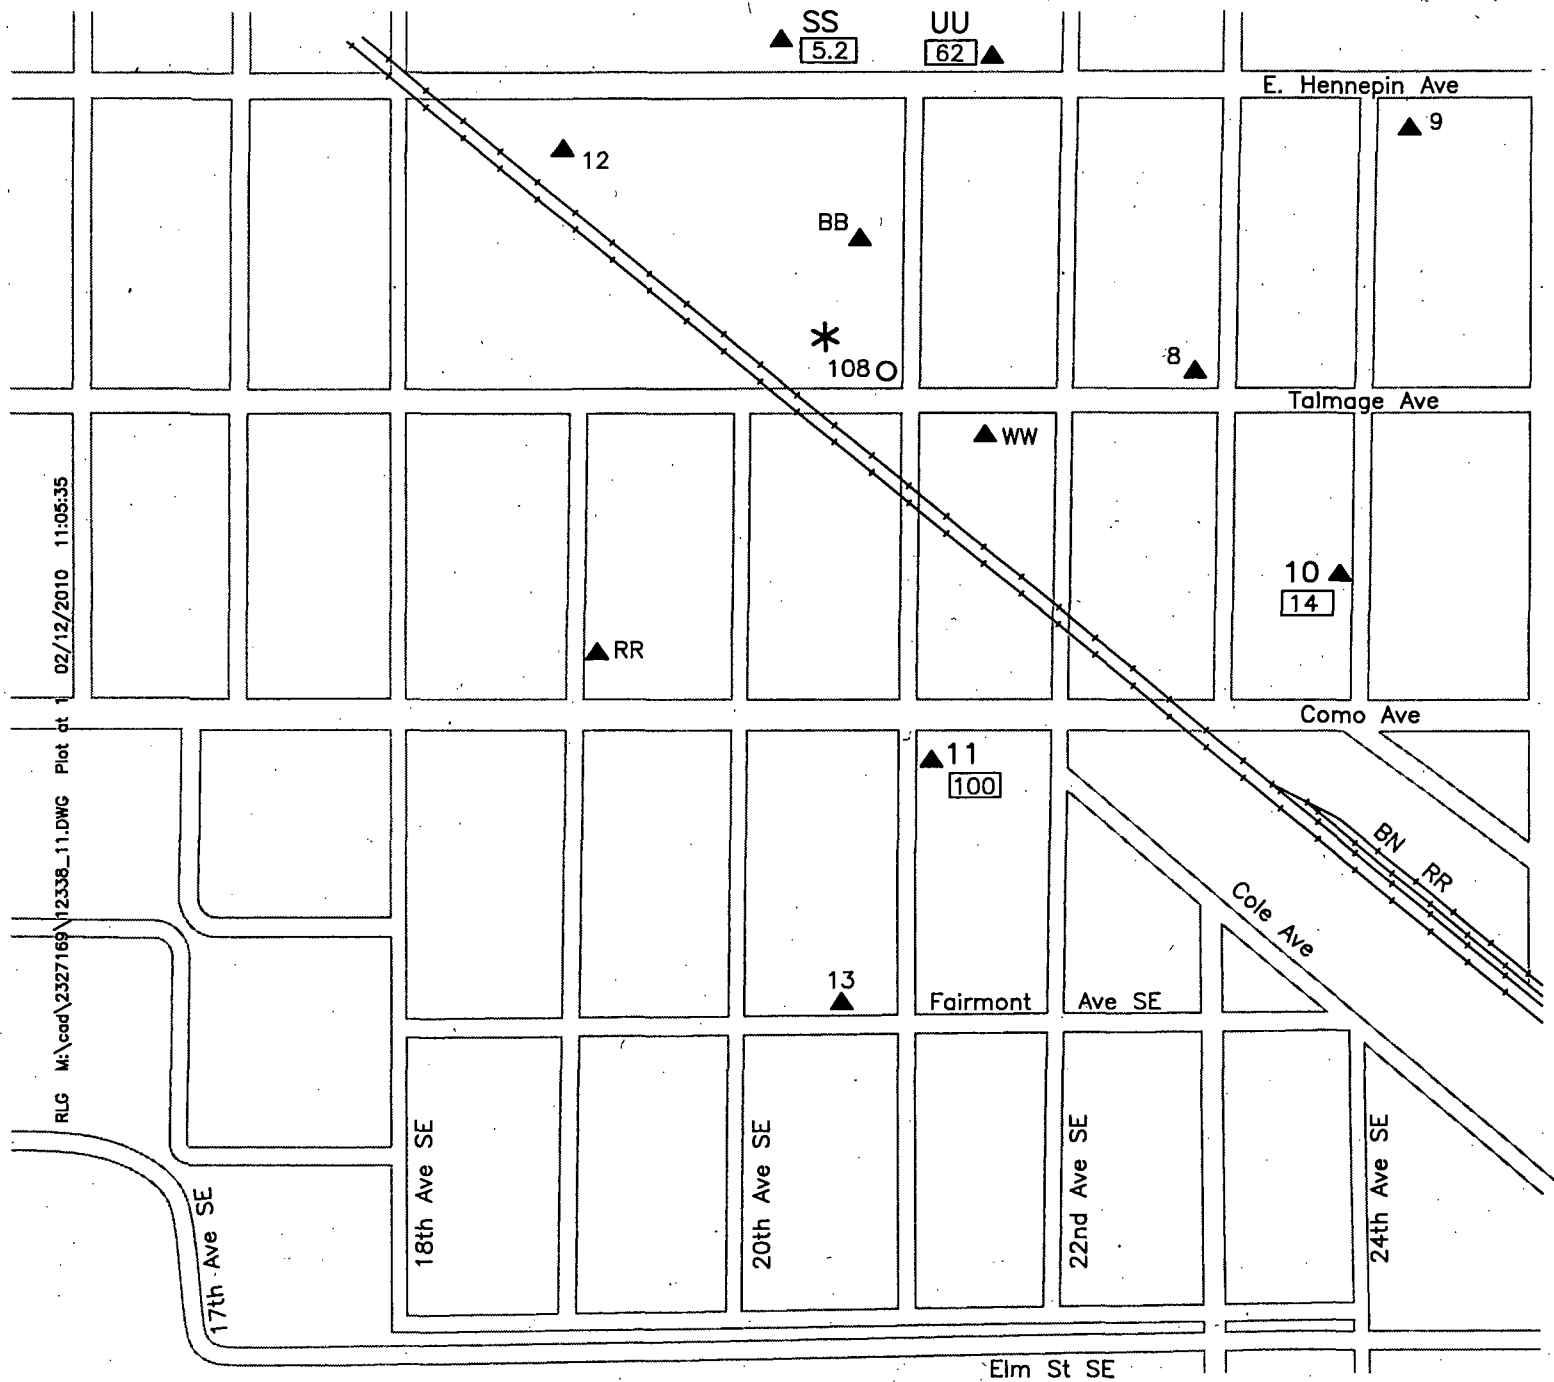 SS
5.2
UU
62
E. Hennepin Ave
9
12
BB
108
8
Talmage Ave
WW
10
14
RR
Como Ave
11
100
BN RR
Cole Ave
13
Fairmont Ave SE
17th Ave SE
18th Ave SE
20th Ave SE
22nd Ave SE
24th Ave SE
Elm St SE
RLG M:\cad\2327169\12338_11.DWG Plot at 1 02/12/2010 11:05:35